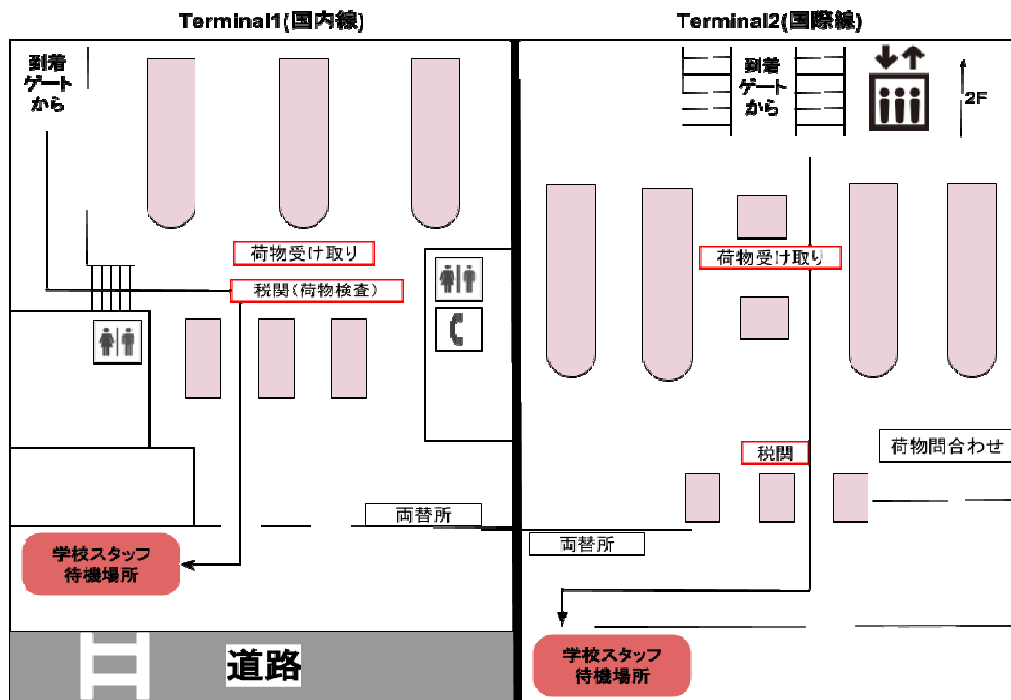 Terminal1(国内線)
到着
ゲート
から
荷物受け取り
税関(荷物検査)
両替所
学校スタッフ
待機場所
道路
Terminal2(国際線)
到着
ゲート
から
2F
荷物受け取り
税関
荷物問合わせ
両替所
学校スタッフ
待機場所